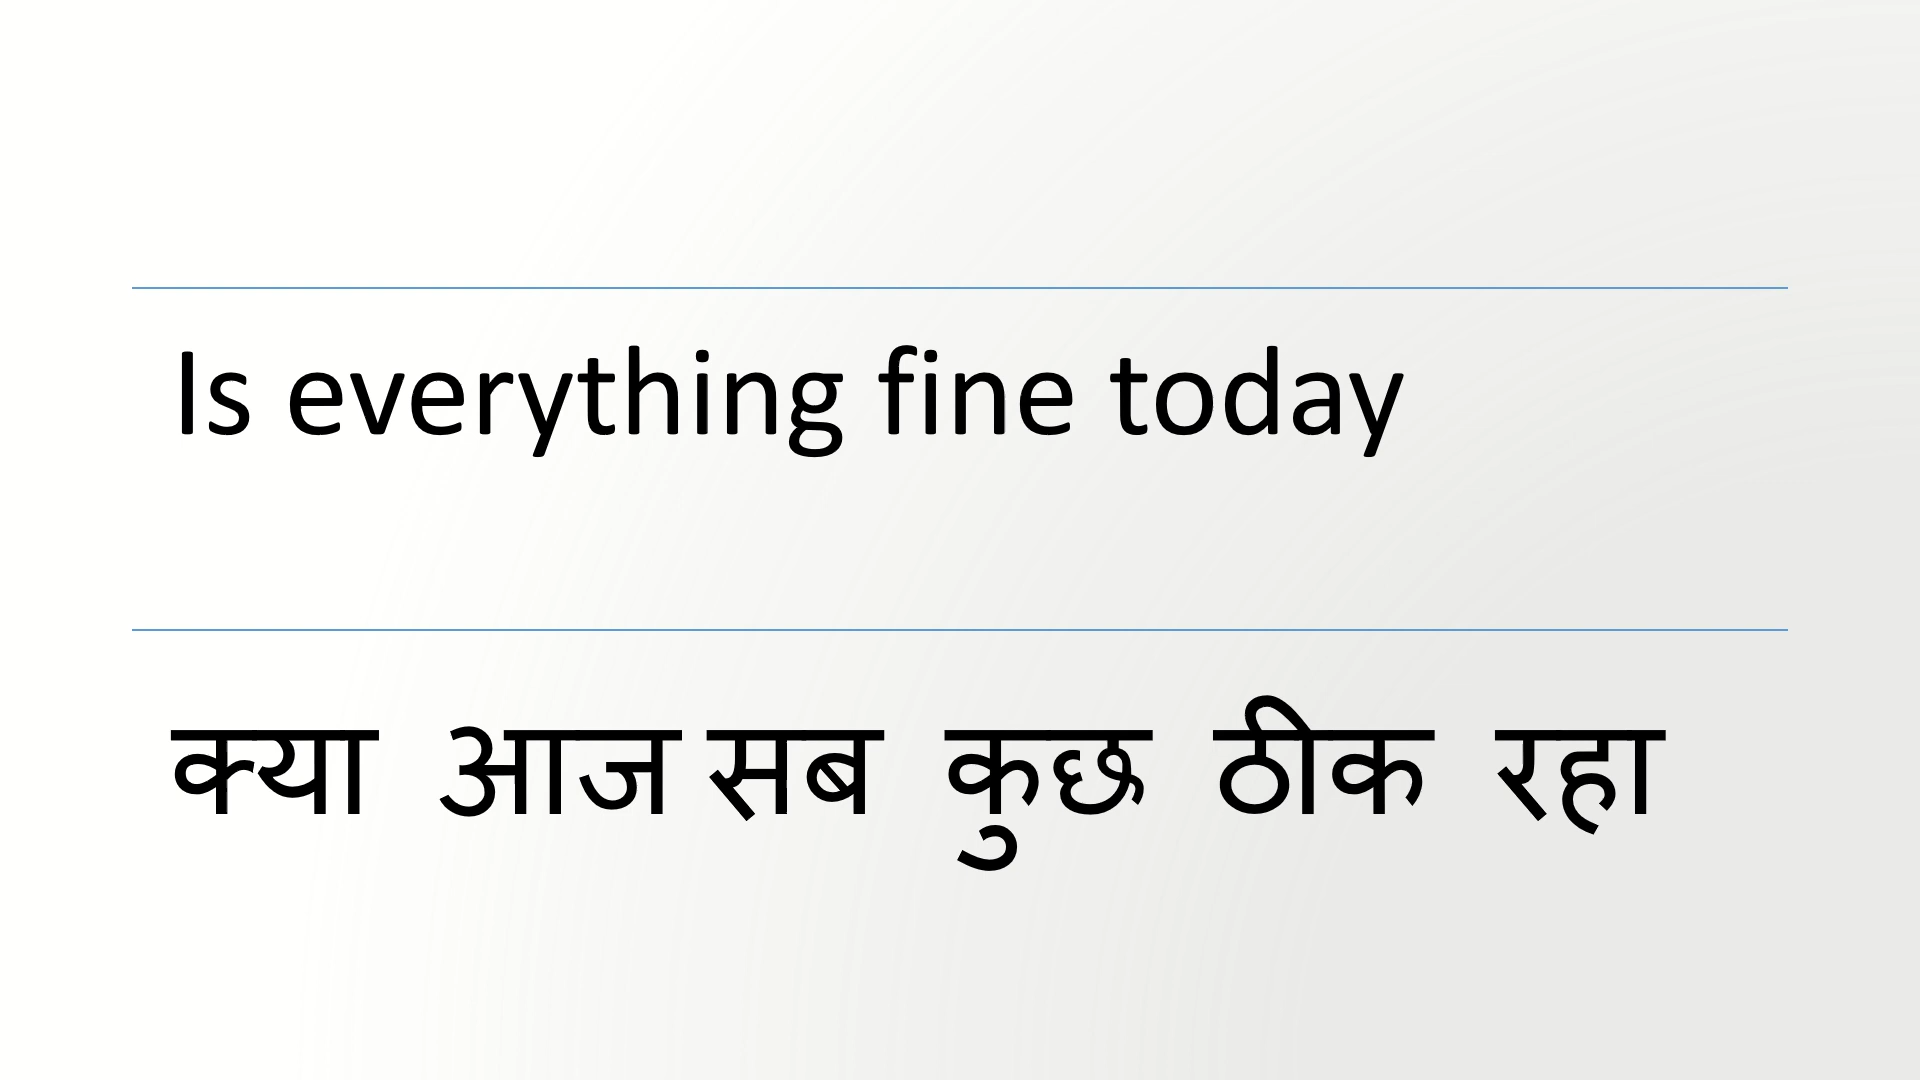 Is everything fine today
क्या आज सब कुछ ठीक रहा